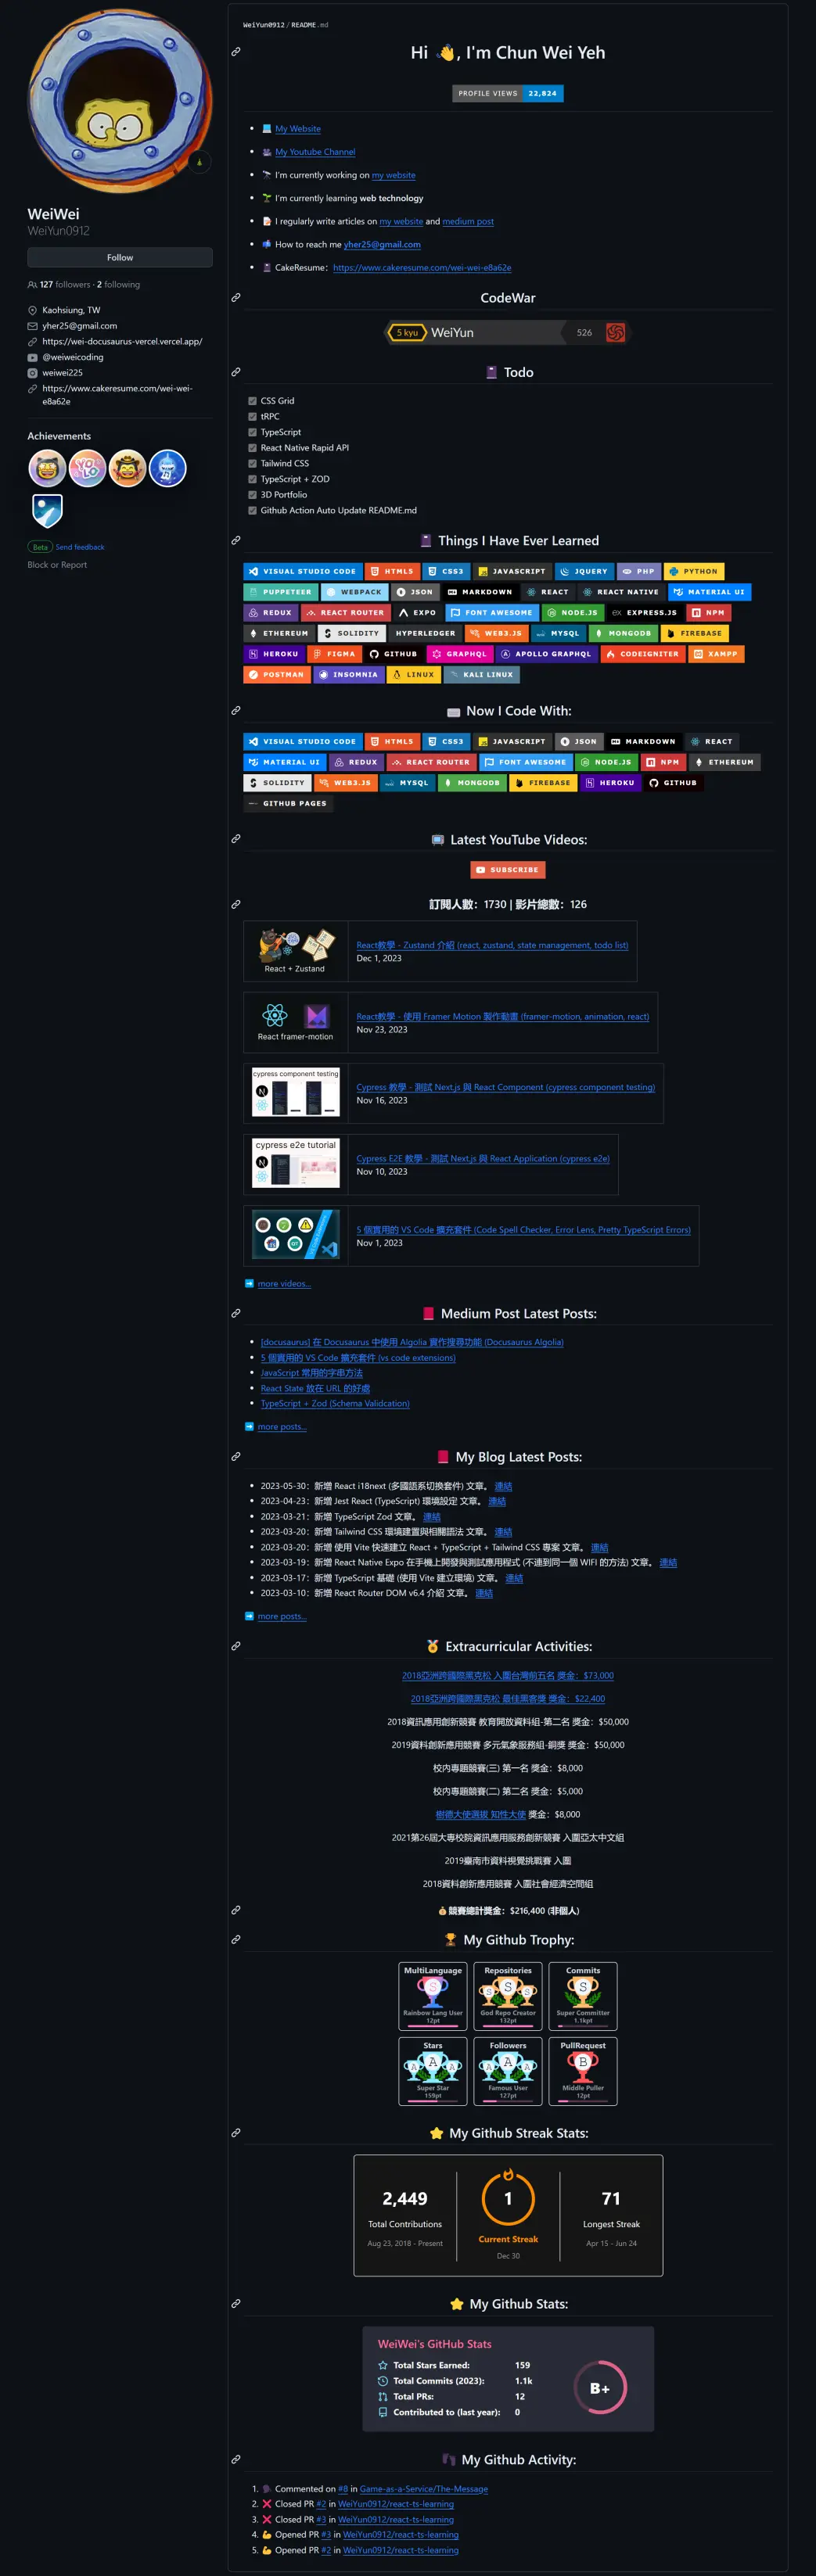 WeiWei
WeiYun0912
Follow
127 followers · 2 following
Kaohsiung, TW
yher25@gmail.com
https://wei-docusaurus-vercel.vercel.app/
@weiweicoding
weiwei225
https://www.cakeresume.com/wei-wei-
e8a62e
Achievements
YOLO
Beta Send feedback
Block or Report
WeiYun0912/README.md
Hi 👋, I'm Chun Wei Yeh
PROFILE VIEWS 22,824
My Website
My Youtube Channel
I'm currently working on my website
I'm currently learning web technology
I regularly write articles on my website and medium post
How to reach me yher25@gmail.com
CakeResume： https://www.cakeresume.com/wei-wei-e8a62e
CodeWar
5 kyu WeiYun 526
Todo
CSS Grid
tRPC
TypeScript
React Native Rapid API
Tailwind CSS
TypeScript + ZOD
3D Portfolio
Github Action Auto Update README.md
Things I Have Ever Learned
VISUAL STUDIO CODE HTML5 CSS3 JAVASCRIPT JQUERY PHP PYTHON
PUPPETEER WEBPACK JSON MARKDOWN REACT REACT NATIVE MATERIAL UI
REDUX REACT ROUTER EXPO FONT AWESOME NODE.JS EXPRESS.JS NPM
ETHEREUM SOLIDITY HYPERLEDGER WEB3.JS MYSQL MONGODB FIREBASE
HEROKU FIGMA GITHUB GRAPHQL APOLLO GRAPHQL CODEIGNITER XAMPP
POSTMAN INSOMNIA LINUX KALI LINUX
Now I Code With:
VISUAL STUDIO CODE HTML5 CSS3 JAVASCRIPT JSON MARKDOWN REACT
MATERIAL UI REDUX REACT ROUTER FONT AWESOME NODE.JS NPM ETHEREUM
SOLIDITY WEB3.JS MYSQL MONGODB FIREBASE HEROKU GITHUB
GITHUB PAGES
Latest YouTube Videos:
SUBSCRIBE
訂閱人數：1730 | 影片總數：126
React + Zustand
React教學 - Zustand 介紹 (react, zustand, state management, todo list)
Dec 1, 2023
React framer-motion
React教學 - 使用 Framer Motion 製作動畫 (framer-motion, animation, react)
Nov 23, 2023
cypress component testing
Cypress 教學 - 測試 Next.js 與 React Component (cypress component testing)
Nov 16, 2023
cypress e2e tutorial
Cypress E2E 教學 - 測試 Next.js 與 React Application (cypress e2e)
Nov 10, 2023
5 個實用的 VS Code 擴充套件 (Code Spell Checker, Error Lens, Pretty TypeScript Errors)
Nov 1, 2023
more videos...
Medium Post Latest Posts:
[docusaurus] 在 Docusaurus 中使用 Algolia 實作搜尋功能 (Docusaurus Algolia)
5 個實用的 VS Code 擴充套件 (vs code extensions)
JavaScript 常用的字串方法
React State 放在 URL 的好處
TypeScript + Zod (Schema Validcation)
more posts...
My Blog Latest Posts:
2023-05-30：新增 React i18next (多國語系切換套件) 文章。 連結
2023-04-23：新增 Jest React (TypeScript) 環境設定 文章。 連結
2023-03-21：新增 TypeScript Zod 文章。 連結
2023-03-20：新增 Tailwind CSS 環境建置與相關語法 文章。 連結
2023-03-20：新增 使用 Vite 快速建立 React + TypeScript + Tailwind CSS 專案 文章。 連結
2023-03-19：新增 React Native Expo 在手機上開發與測試應用程式 (不連到同一個 WIFI 的方法) 文章。 連結
2023-03-17：新增 TypeScript 基礎 (使用 Vite 建立環境) 文章。 連結
2023-03-10：新增 React Router DOM v6.4 介紹 文章。 連結
more posts...
Extracurricular Activities:
2018亞洲跨國際黑克松 入圍台灣前五名 獎金：$73,000
2018亞洲跨國際黑克松 最佳黑客獎 獎金：$22,400
2018資訊應用創新競賽 教育開放資料組-第二名 獎金：$50,000
2019資料創新應用競賽 多元氣象服務組-銅獎 獎金：$50,000
校內專題競賽(三) 第一名 獎金：$8,000
校內專題競賽(二) 第二名 獎金：$5,000
樹德大使選拔 知性大使 獎金：$8,000
2021第26屆大專校院資訊應用服務創新競賽 入圍亞太中文組
2019臺南市資料視覺挑戰賽 入圍
2018資料創新應用競賽 入圍社會經濟空間組
競賽總計獎金：$216,400 (非個人)
My Github Trophy:
MultiLanguage Repositories Commits
S S S S S
Rainbow Lang User God Repo Creator Super Committer
12pt 132pt 1.1kpt
Stars Followers PullRequest
A A A A A A B
Super Star Famous User Middle Puller
159pt 127pt 12pt
My Github Streak Stats:
2,449 1 71
Total Contributions Current Streak Longest Streak
Aug 23, 2018 - Present Dec 30 Apr 15 - Jun 24
My Github Stats:
WeiWei's GitHub Stats
Total Stars Earned: 159
Total Commits (2023): 1.1k
Total PRs: 12
Contributed to (last year): 0
B+
My Github Activity:
1. Commented on #8 in Game-as-a-Service/The-Message
2. Closed PR #2 in WeiYun0912/react-ts-learning
3. Closed PR #3 in WeiYun0912/react-ts-learning
4. Opened PR #3 in WeiYun0912/react-ts-learning
5. Opened PR #2 in WeiYun0912/react-ts-learning